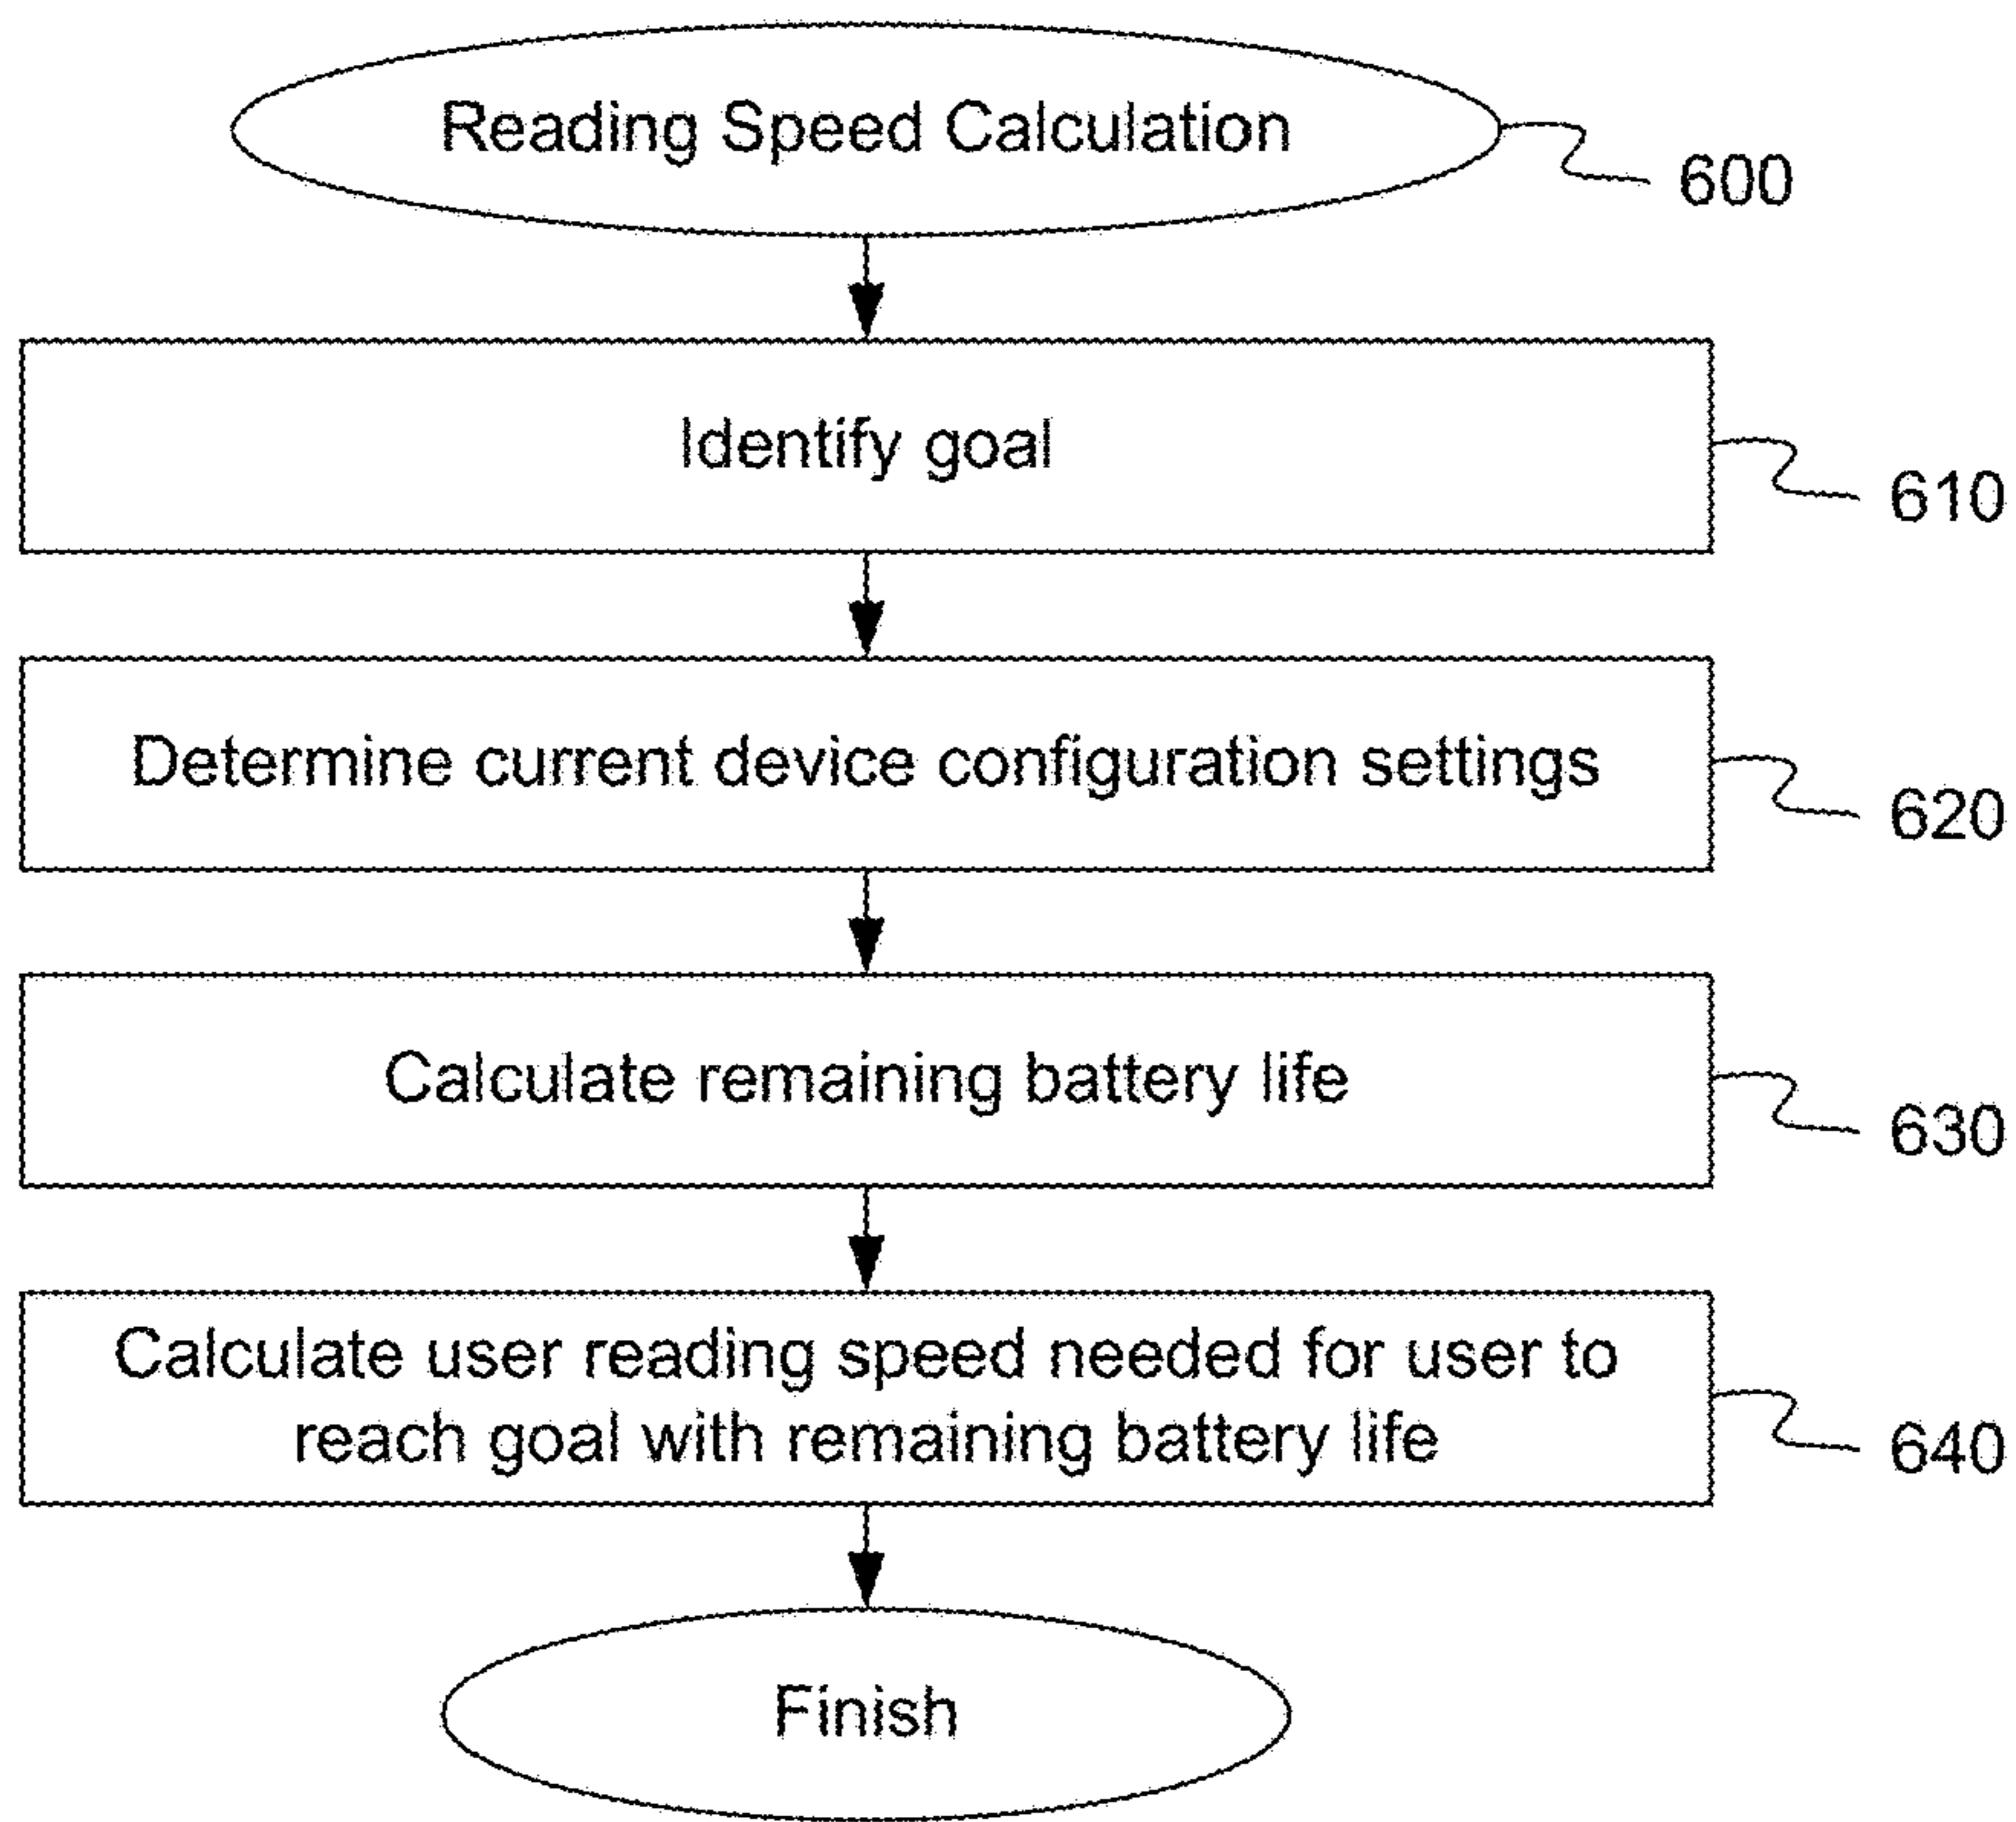 Reading Speed Calculation
600
Identify goal
610
Determine current device configuration settings
620
Calculate remaining battery life
630
Calculate user reading speed needed for user to
reach goal with remaining battery life
640
Finish